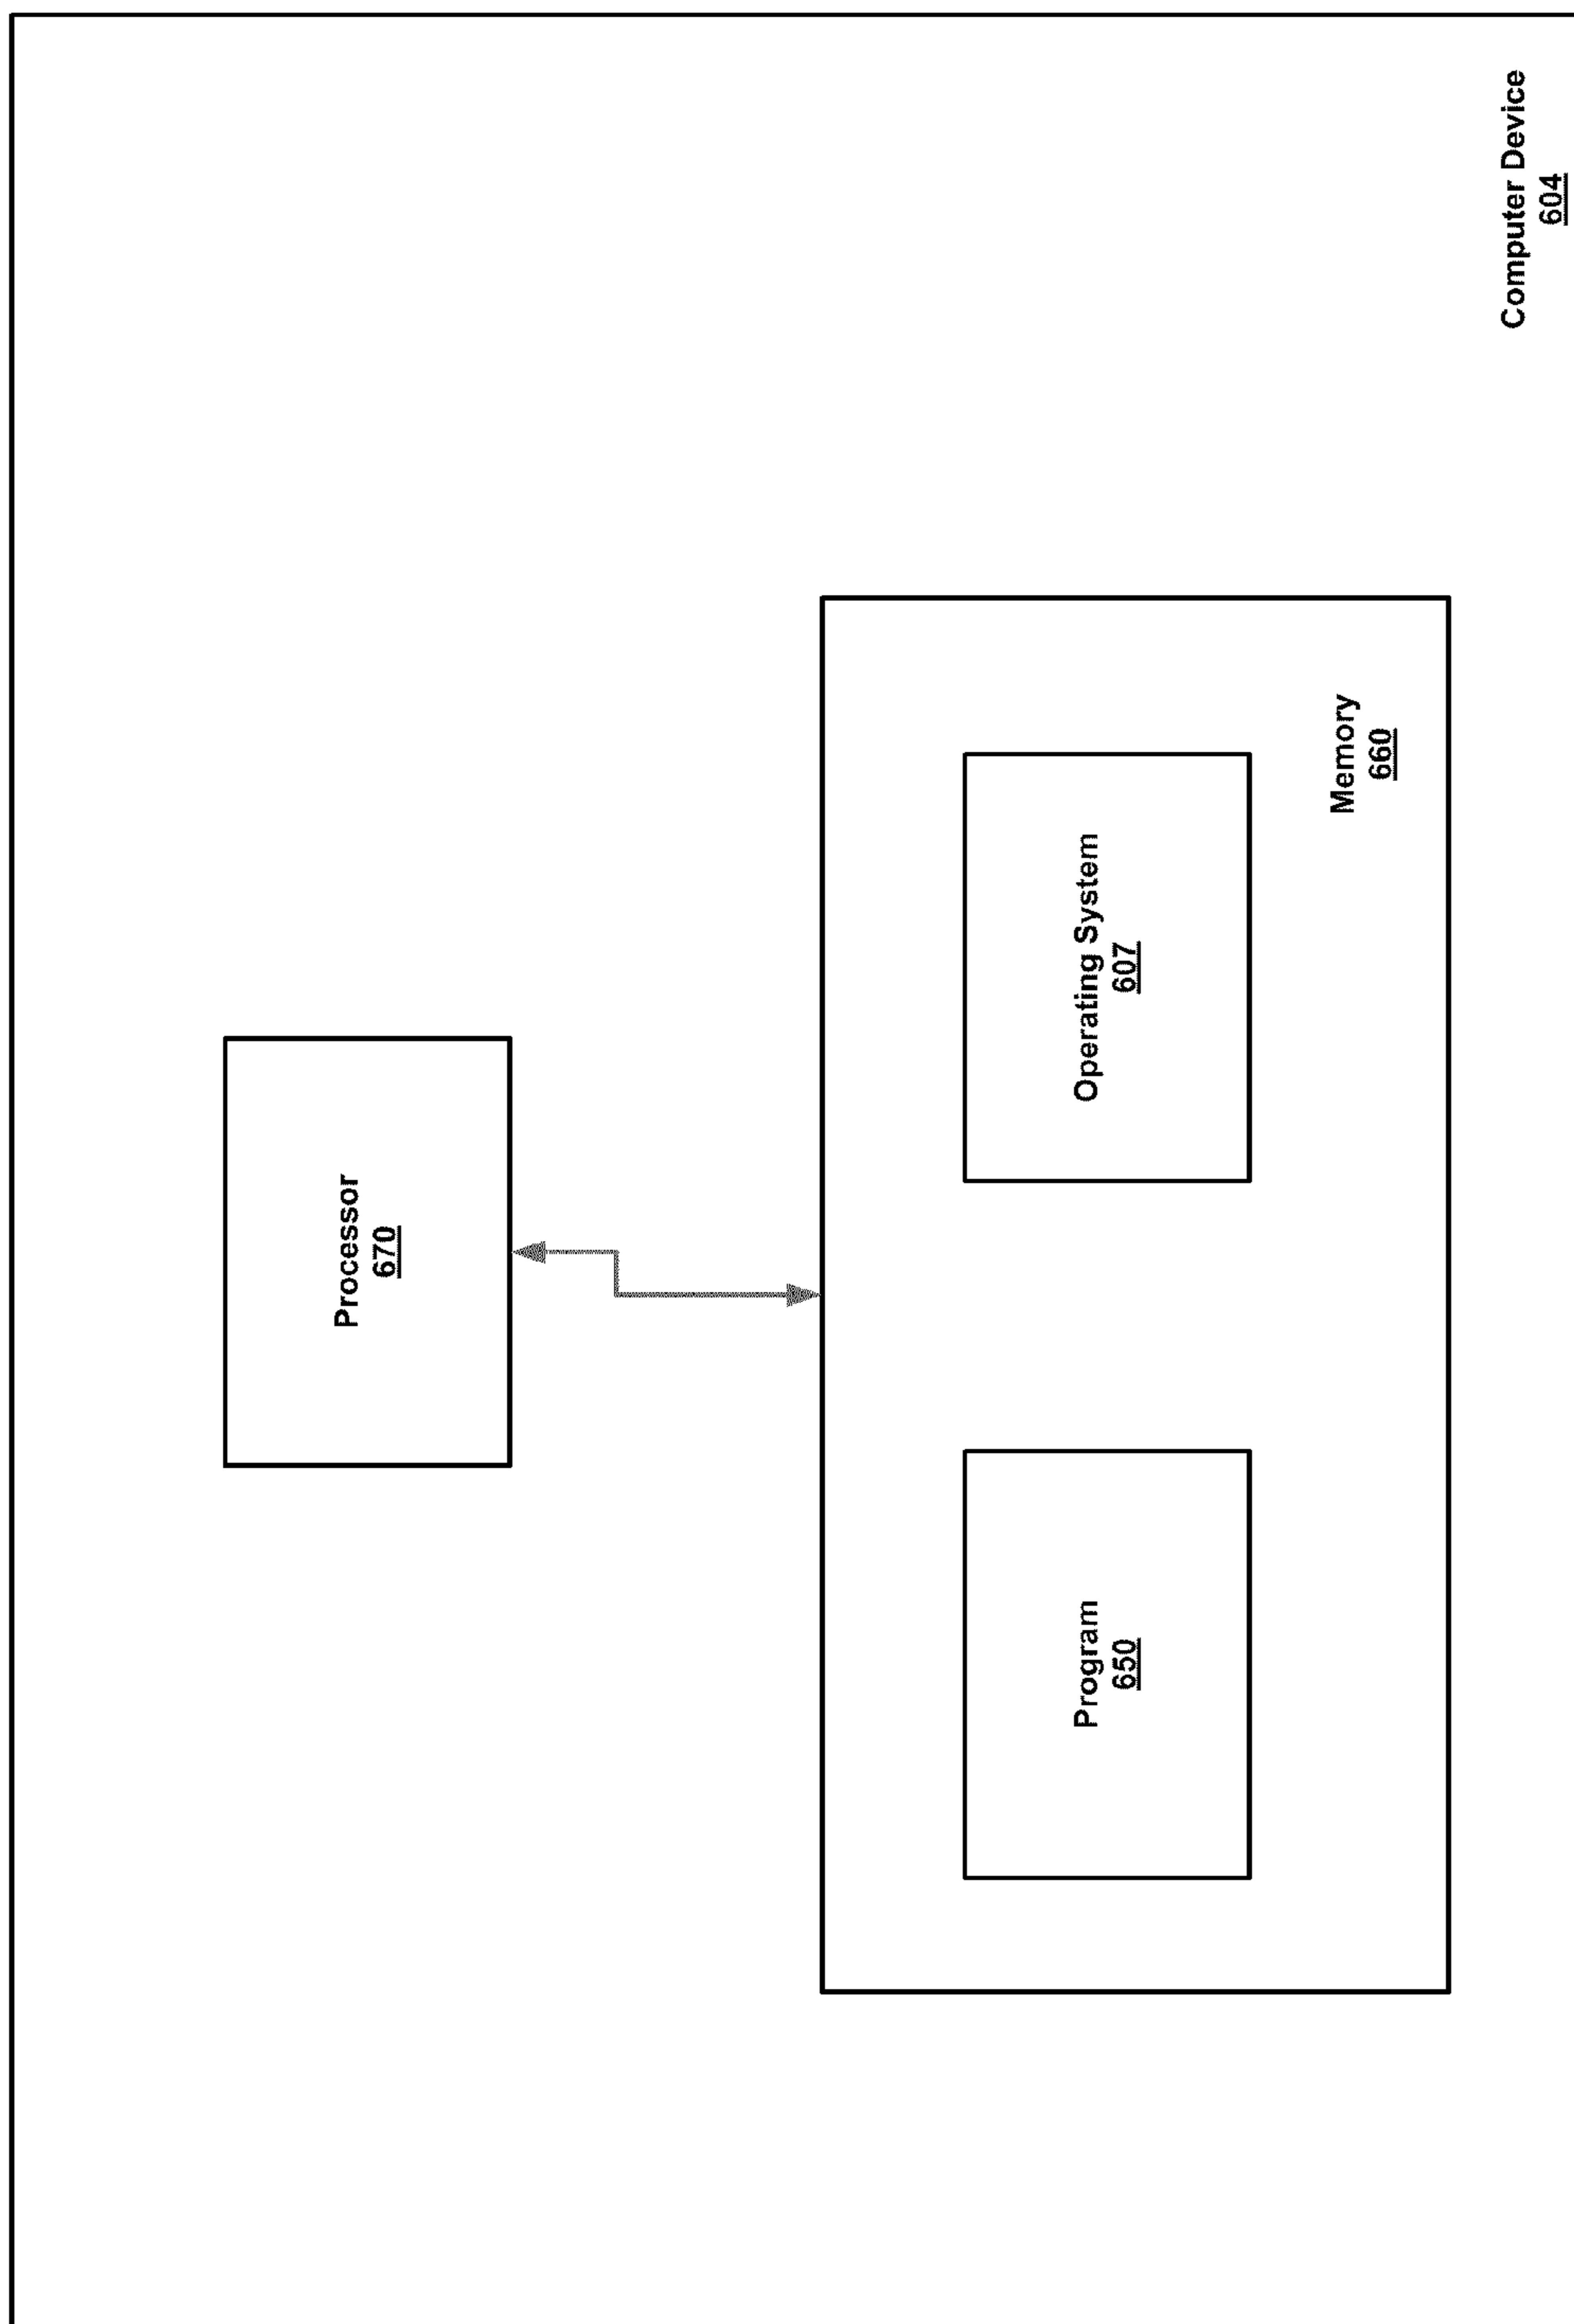 Processor
670
Program
650
Operating System
607
Memory
660
Computer Device
604